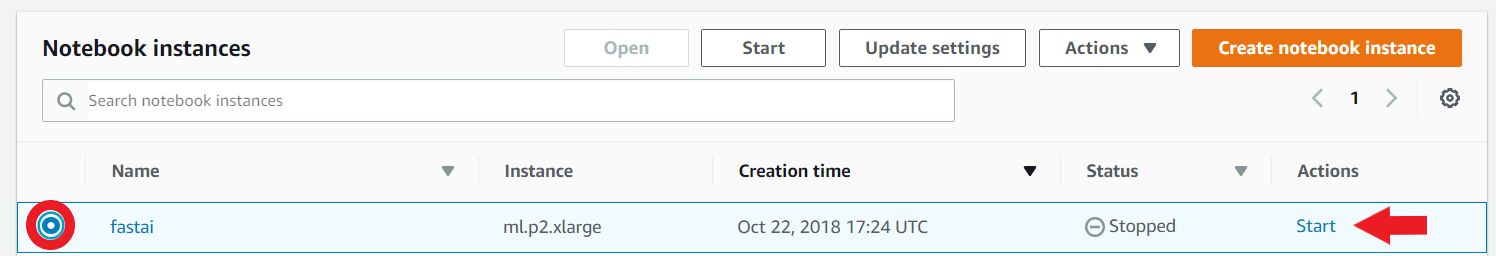 Notebook instances Open Start Update settings Actions Create notebook instance
Search notebook instances 1
Name Instance Creation time Status Actions
fastai ml.p2.xlarge Oct 22, 2018 17:24 UTC Stopped Start